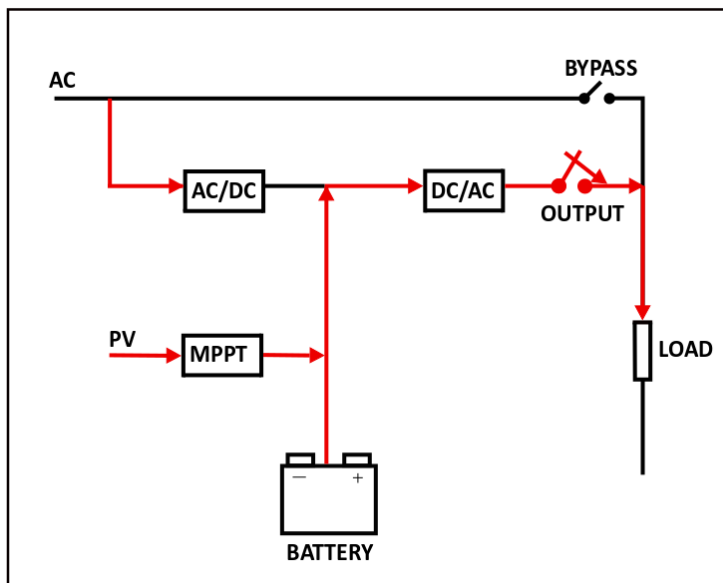 AC
BYPASS
AC/DC
DC/AC
OUTPUT
PV
MPPT
LOAD
— +
BATTERY